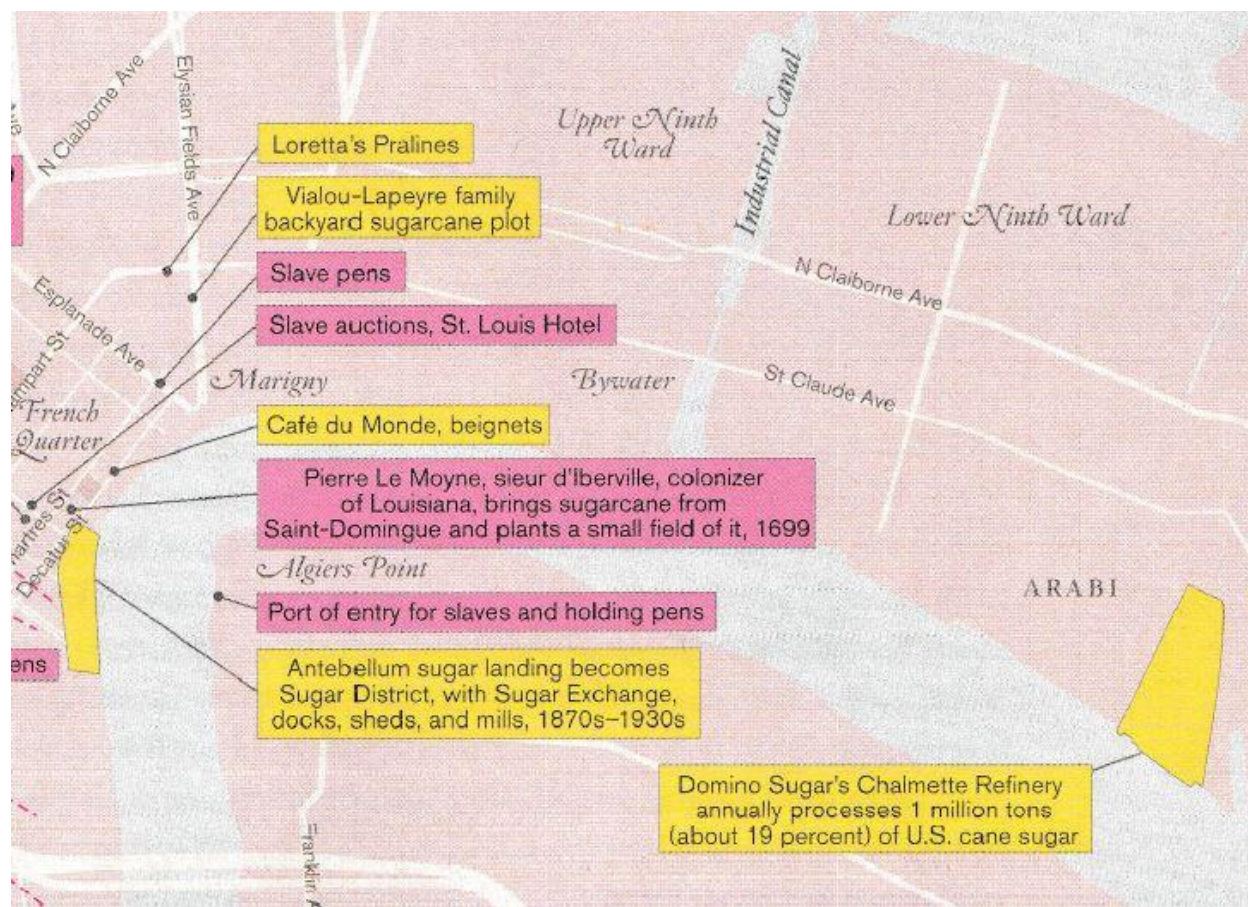 N Claiborne Ave
Elysian Fields Ave
Loretta's Pralines
Upper Ninth
Ward
Industrial Canal
Vialou-Lapeyre family
backyard sugarcane plot
Lower Ninth Ward
Slave pens
N Claiborne Ave
Esplanade Ave
Slave auctions, St. Louis Hotel
Marigny
Bywater
St Claude Ave
French
Quarter
Café du Monde, beignets
Pierre Le Moyne, sieur d'Iberville, colonizer
of Louisiana, brings sugarcane from
Saint-Domingue and plants a small field of it, 1699
Decatur St
Algiers Point
ARABI
Port of entry for slaves and holding pens
ens
Antebellum sugar landing becomes
Sugar District, with Sugar Exchange,
docks, sheds, and mills, 1870s–1930s
Domino Sugar's Chalmette Refinery
annually processes 1 million tons
(about 19 percent) of U.S. cane sugar
Franklin A